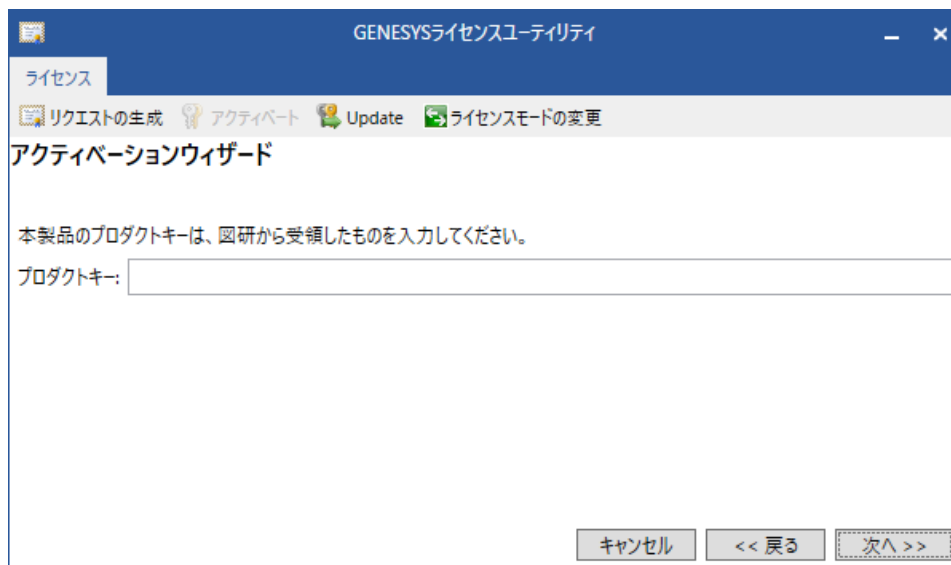 GENESYSライセンスユーティリティ
ライセンス
リクエストの生成 アクティベート Update ライセンスモードの変更
アクティベーションウィザード
本製品のプロダクトキーは、図研から受領したものを入力してください。
プロダクトキー:
キャンセル << 戻る 次へ >>